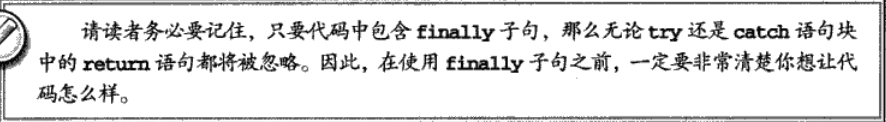 请读者务必要记住，只要代码中包含 finally 子句，那么无论 try 还是 catch 语句块
中的 return 语句都将被忽略。因此，在使用 finally 子句之前，一定要非常清楚你想让代
码怎么样。